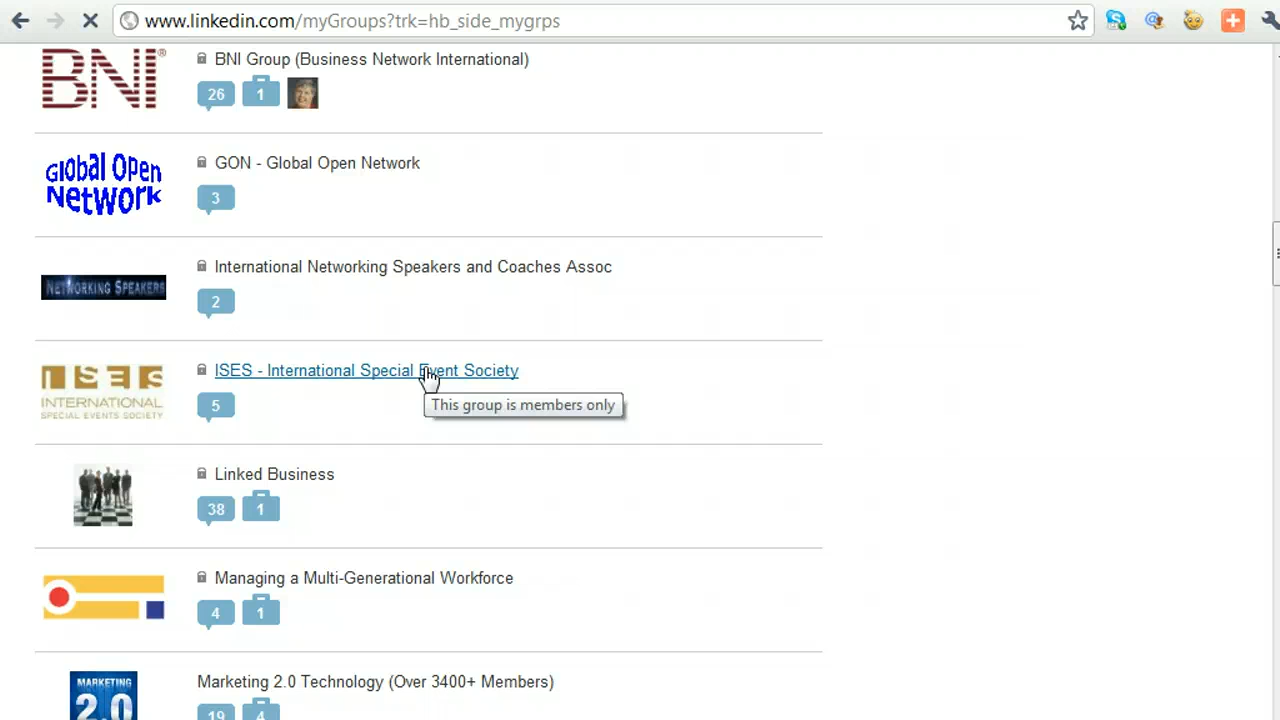 www.linkedin.com/myGroups?trk=hb_side_mygrps
BNI®
BNI Group (Business Network International)
26 1
Global Open
Network
GON - Global Open Network
3
NETWORKING SPEAKERS
International Networking Speakers and Coaches Assoc
2
ISES
INTERNATIONAL
SPECIAL EVENTS SOCIETY
ISES - International Special Event Society
5
This group is members only
Linked Business
38 1
Managing a Multi-Generational Workforce
4 1
MARKETING
2.0
Marketing 2.0 Technology (Over 3400+ Members)
19 4